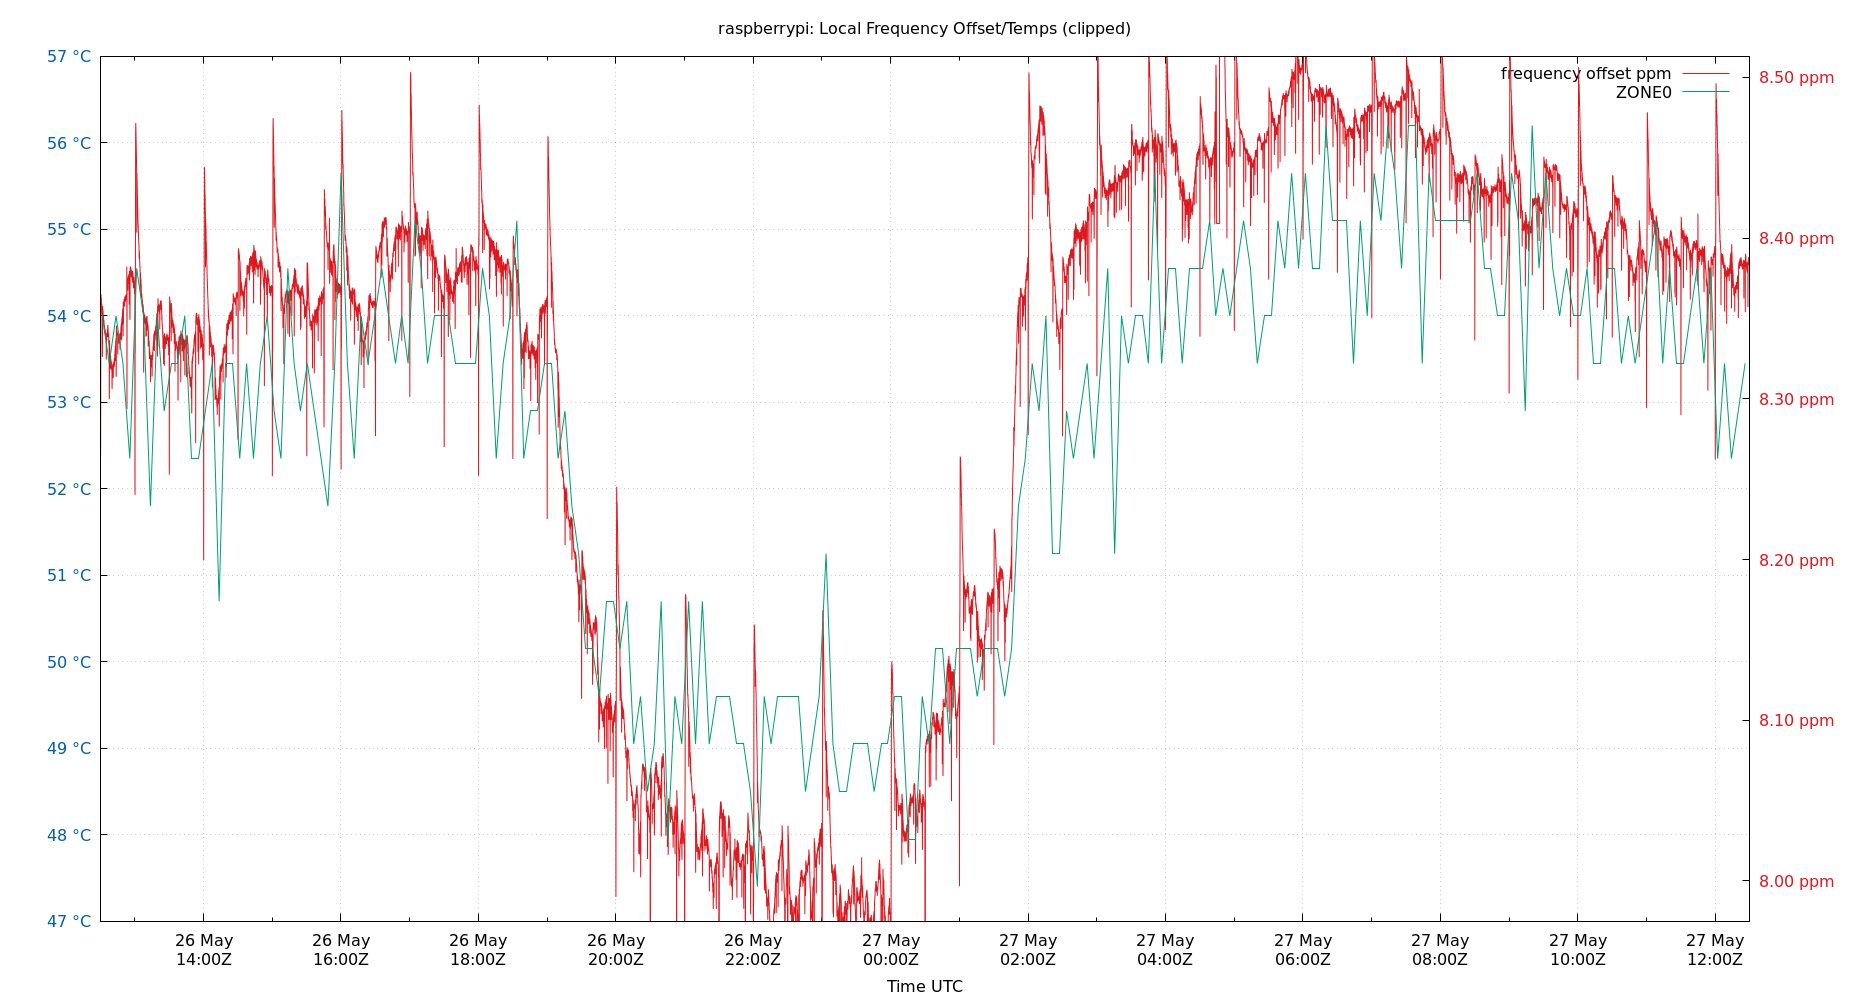 raspberrypi: Local Frequency Offset/Temps (clipped)
57 °C
56 °C
55 °C
54 °C
53 °C
52 °C
51 °C
50 °C
49 °C
48 °C
47 °C
frequency offset ppm
ZONE0
8.50 ppm
8.40 ppm
8.30 ppm
8.20 ppm
8.10 ppm
8.00 ppm
26 May 26 May 26 May 26 May 26 May 27 May 27 May 27 May 27 May 27 May 27 May 27 May
14:00Z 16:00Z 18:00Z 20:00Z 22:00Z 00:00Z 02:00Z 04:00Z 06:00Z 08:00Z 10:00Z 12:00Z
Time UTC